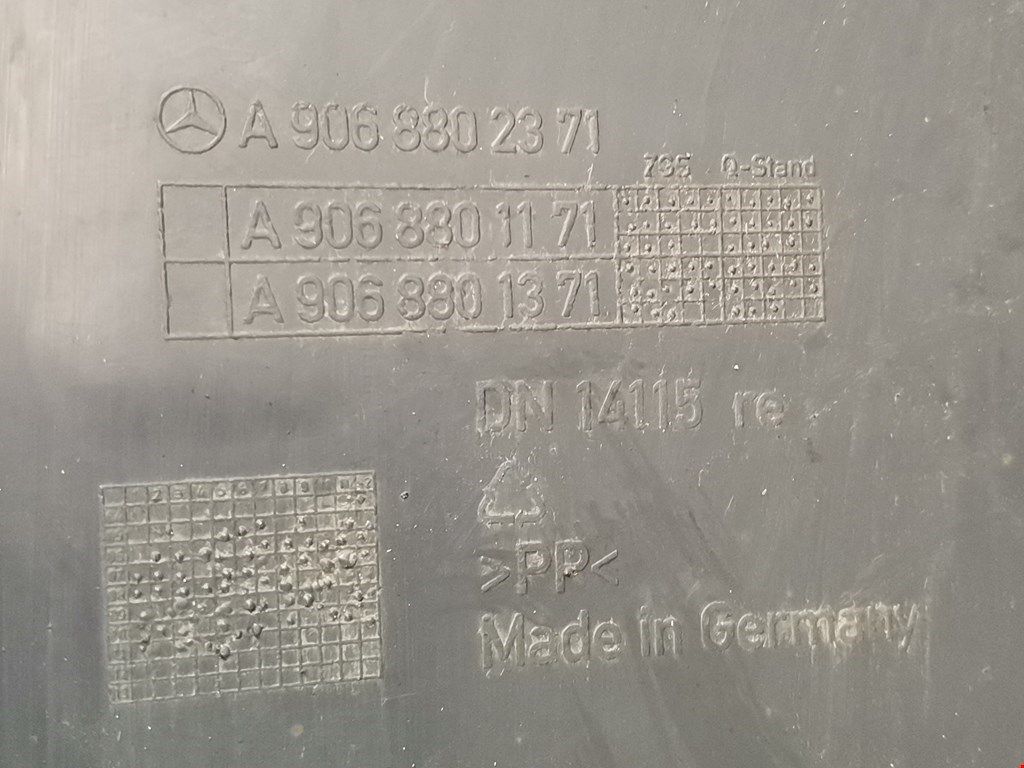 A 906 880 23 71
735 Q-Stand
A 906 880 11 71
A 906 880 13 71
DN 14115 re
>PP<
Made in Germany